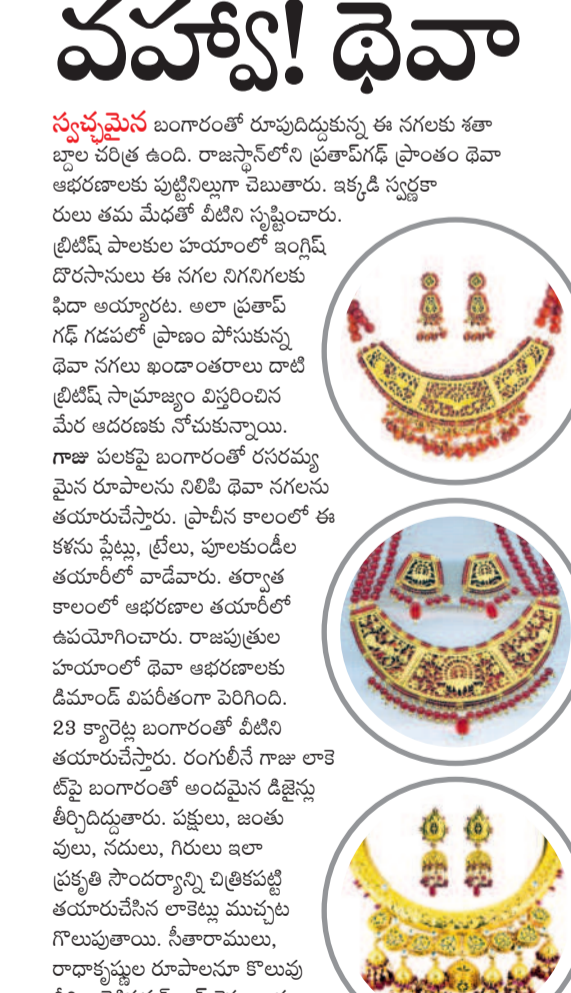 వహ్వా! థెవా
స్వచ్ఛమైన బంగారంతో రూపుదిద్దుకున్న ఈ నగలకు శతా
బ్దాల చరిత్ర ఉంది. రాజస్థాన్‌లోని ప్రతాప్‌గఢ్ ప్రాంతం థెవా
ఆభరణాలకు పుట్టినిల్లుగా చెబుతారు. ఇక్కడి స్వర్ణకా
రులు తమ మేధతో వీటిని సృష్టించారు.
బ్రిటిష్ పాలకుల హయాంలో ఇంగ్లిష్
దొరసానులు ఈ నగల నిగనిగలకు
ఫిదా అయ్యారట. అలా ప్రతాప్
గఢ్ గడపలో ప్రాణం పోసుకున్న
థెవా నగలు ఖండాంతరాలు దాటి
బ్రిటిష్ సామ్రాజ్యం విస్తరించిన
మేర ఆదరణకు నోచుకున్నాయి.
గాజు పలకపై బంగారంతో రసరమ్య
మైన రూపాలను నిలిపి థెవా నగలను
తయారుచేస్తారు. ప్రాచీన కాలంలో ఈ
కళను ప్లేట్లు, ట్రేలు, పూలకుండీల
తయారీలో వాడేవారు. తర్వాత
కాలంలో ఆభరణాల తయారీలో
ఉపయోగించారు. రాజపుత్రుల
హయాంలో థెవా ఆభరణాలకు
డిమాండ్ విపరీతంగా పెరిగింది.
23 క్యారెట్ల బంగారంతో వీటిని
తయారుచేస్తారు. రంగులీనే గాజు లాకె
ట్‌పై బంగారంతో అందమైన డిజైన్లు
తీర్చిదిద్దుతారు. పక్షులు, జంతు
వులు, నదులు, గిరులు ఇలా
ప్రకృతి సౌందర్యాన్ని చిత్రికపట్టి
తయారుచేసిన లాకెట్లు ముచ్చట
గొలుపుతాయి. సీతారాములు,
రాధాకృష్ణుల రూపాలనూ కొలువు